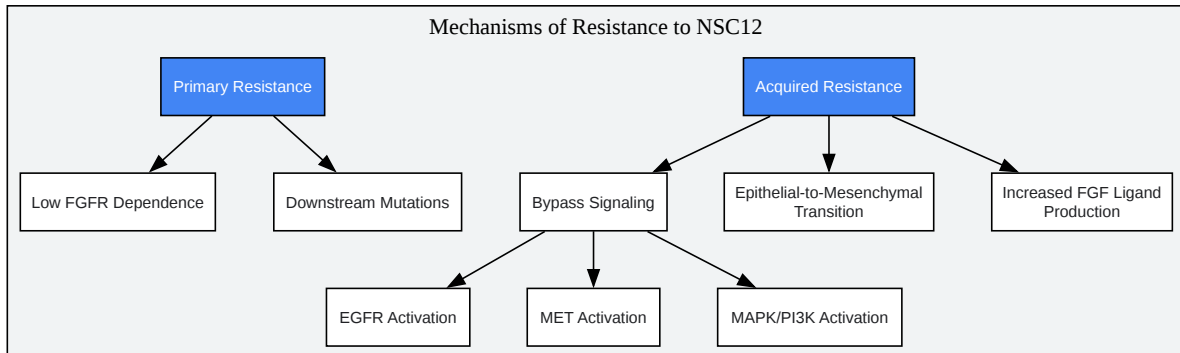 Mechanisms of Resistance to NSC12
Primary Resistance
Acquired Resistance
Low FGFR Dependence
Downstream Mutations
Bypass Signaling
Epithelial-to-Mesenchymal
Transition
Increased FGF Ligand
Production
EGFR Activation
MET Activation
MAPK/PI3K Activation